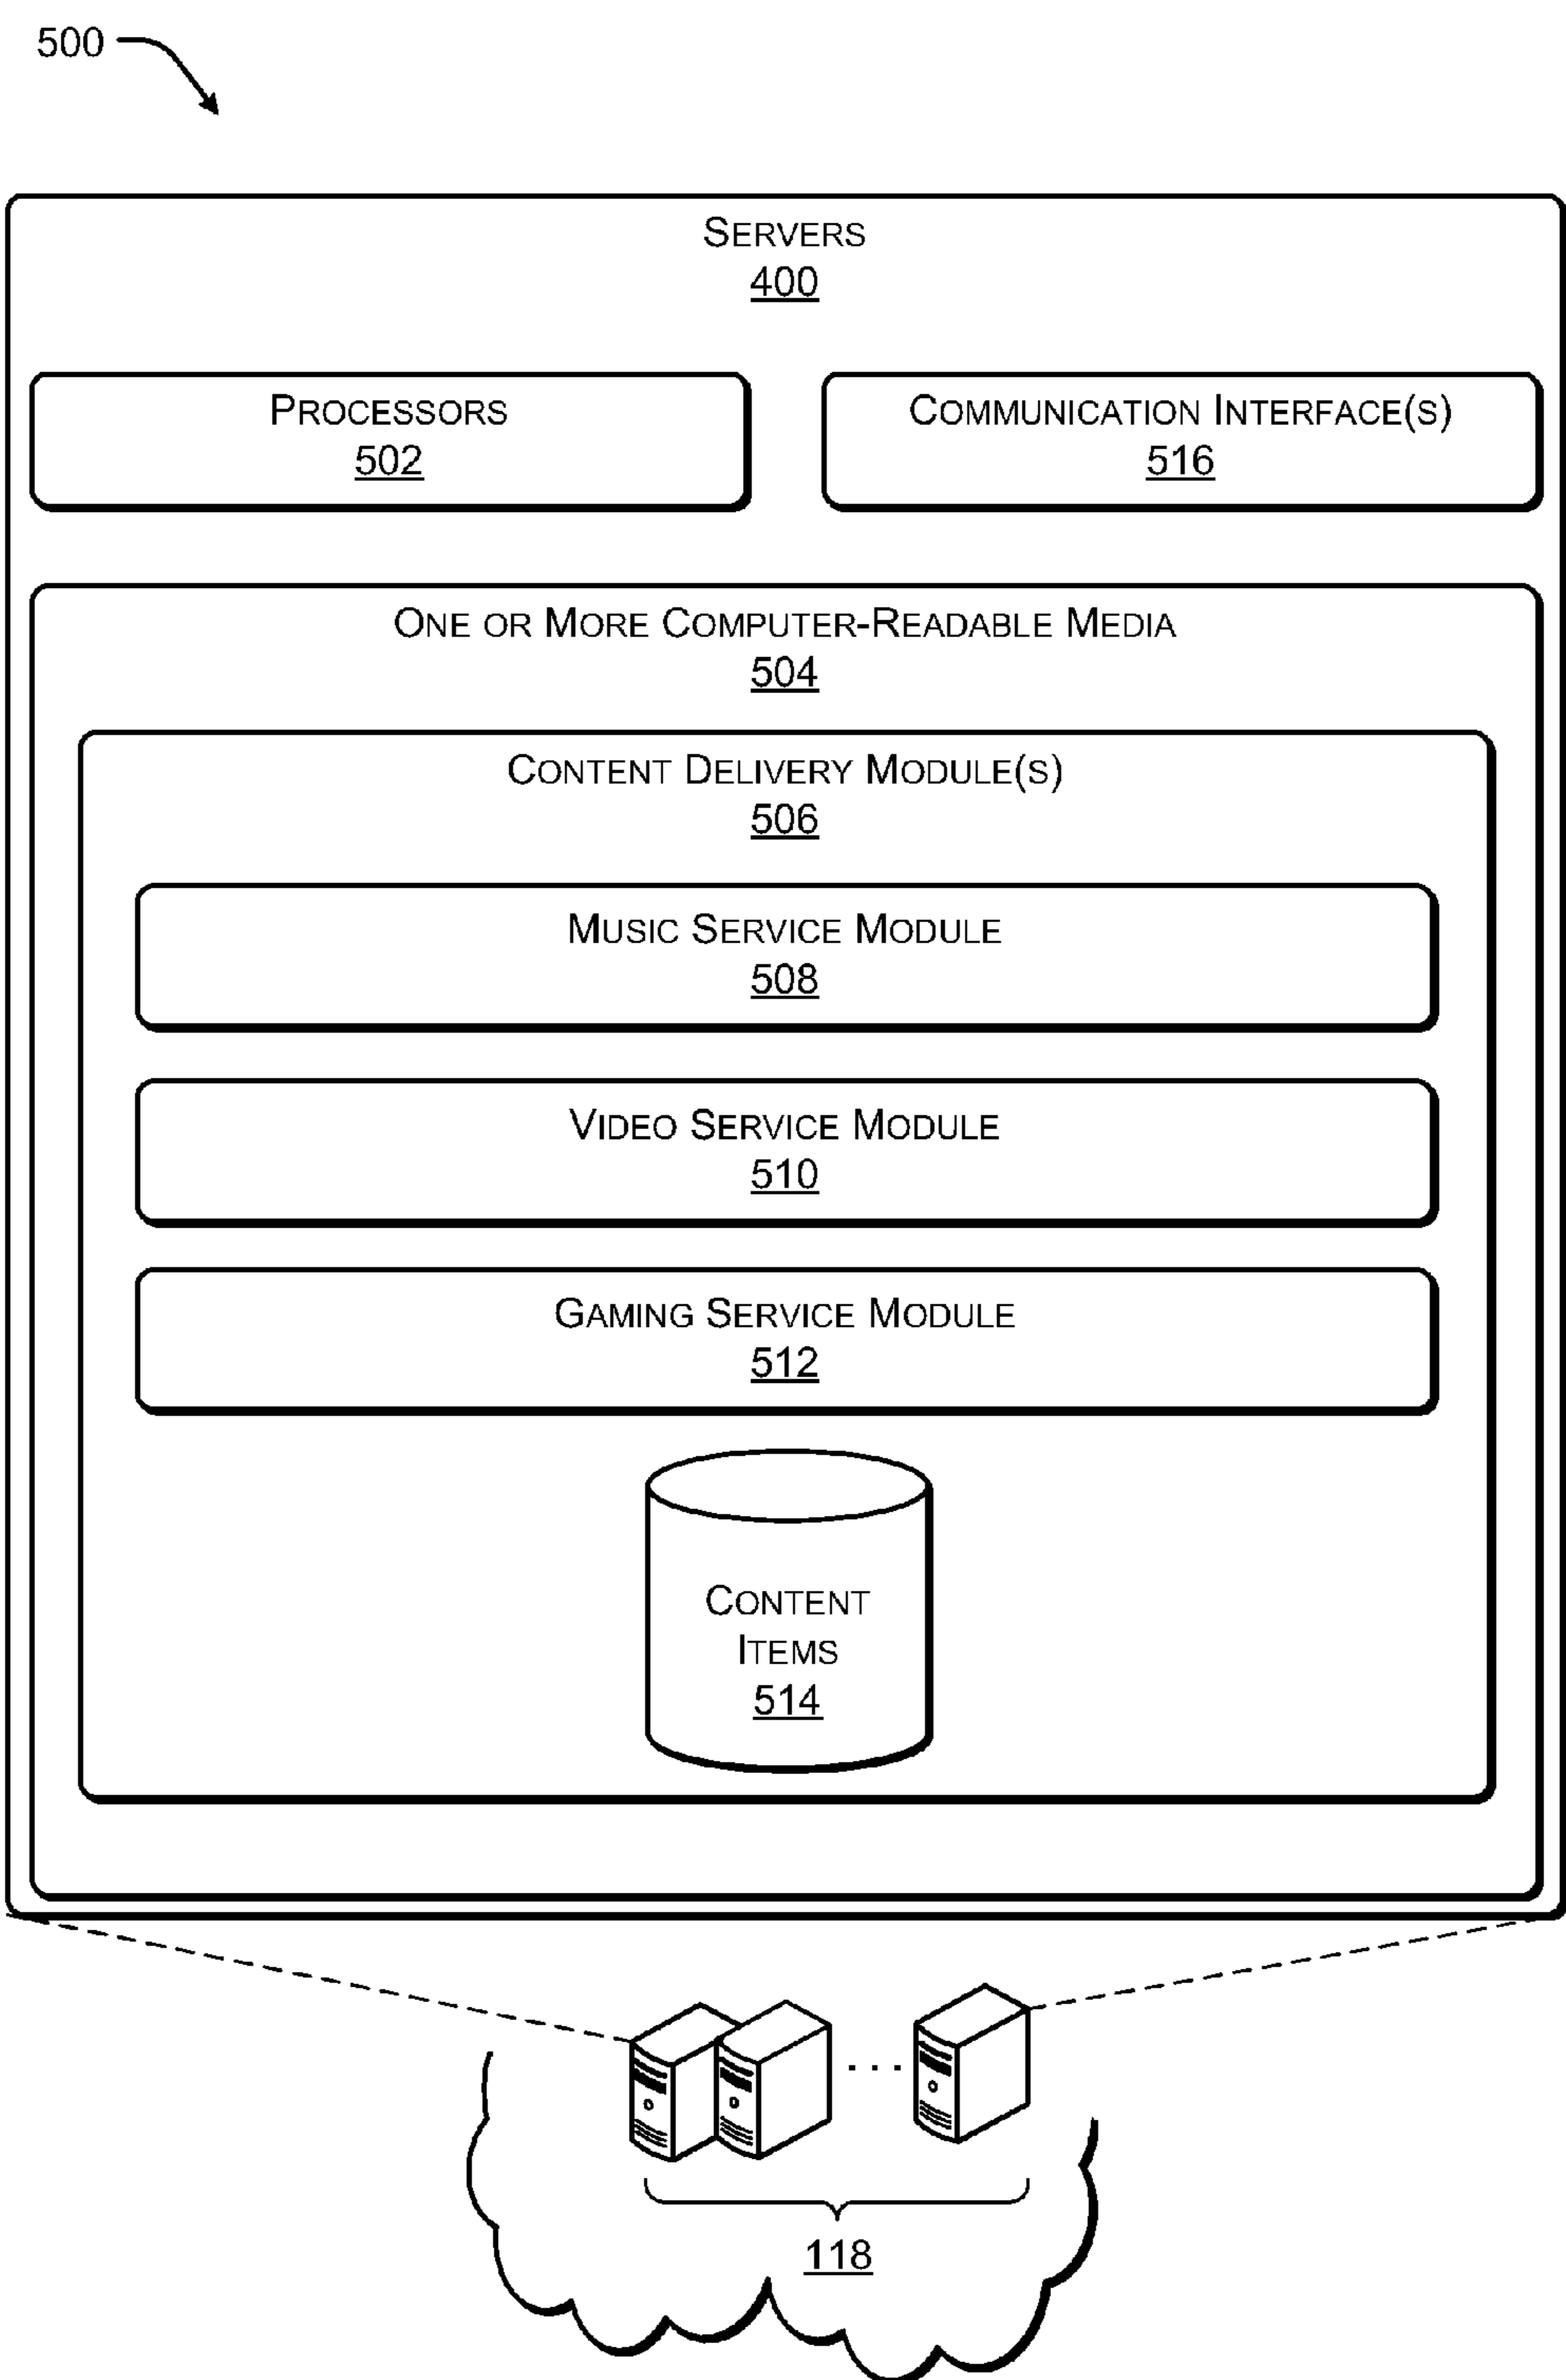 500
SERVERS
400
PROCESSORS
502
COMMUNICATION INTERFACE(S)
516
ONE OR MORE COMPUTER-READABLE MEDIA
504
CONTENT DELIVERY MODULE(S)
506
MUSIC SERVICE MODULE
508
VIDEO SERVICE MODULE
510
GAMING SERVICE MODULE
512
CONTENT
ITEMS
514
...
118